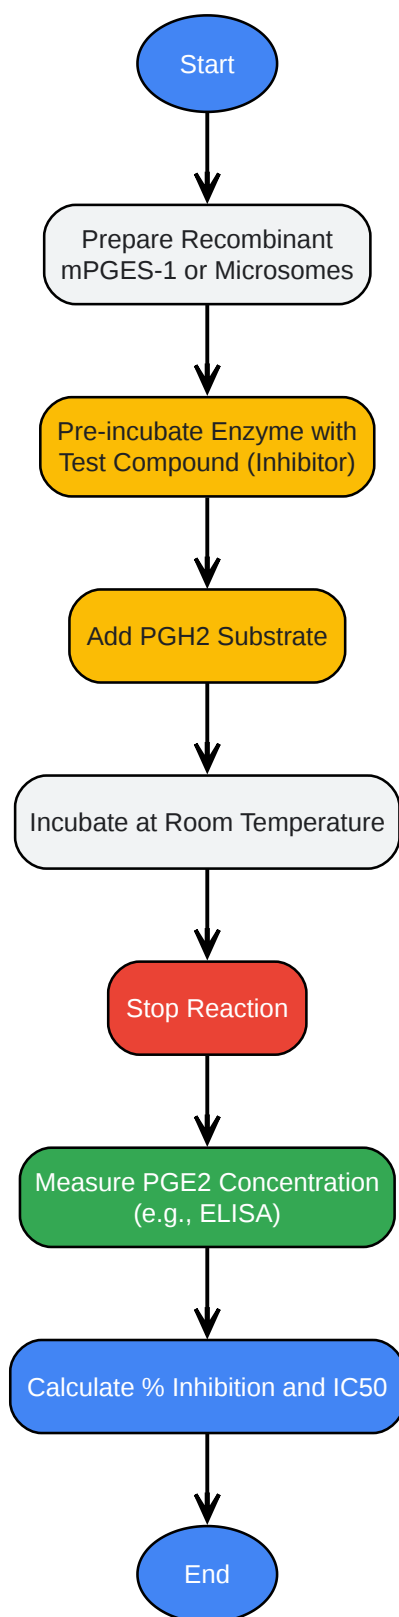 Start
Prepare Recombinant
mPGES-1 or Microsomes
Pre-incubate Enzyme with
Test Compound (Inhibitor)
Add PGH2 Substrate
Incubate at Room Temperature
Stop Reaction
Measure PGE2 Concentration
(e.g., ELISA)
Calculate % Inhibition and IC50
End